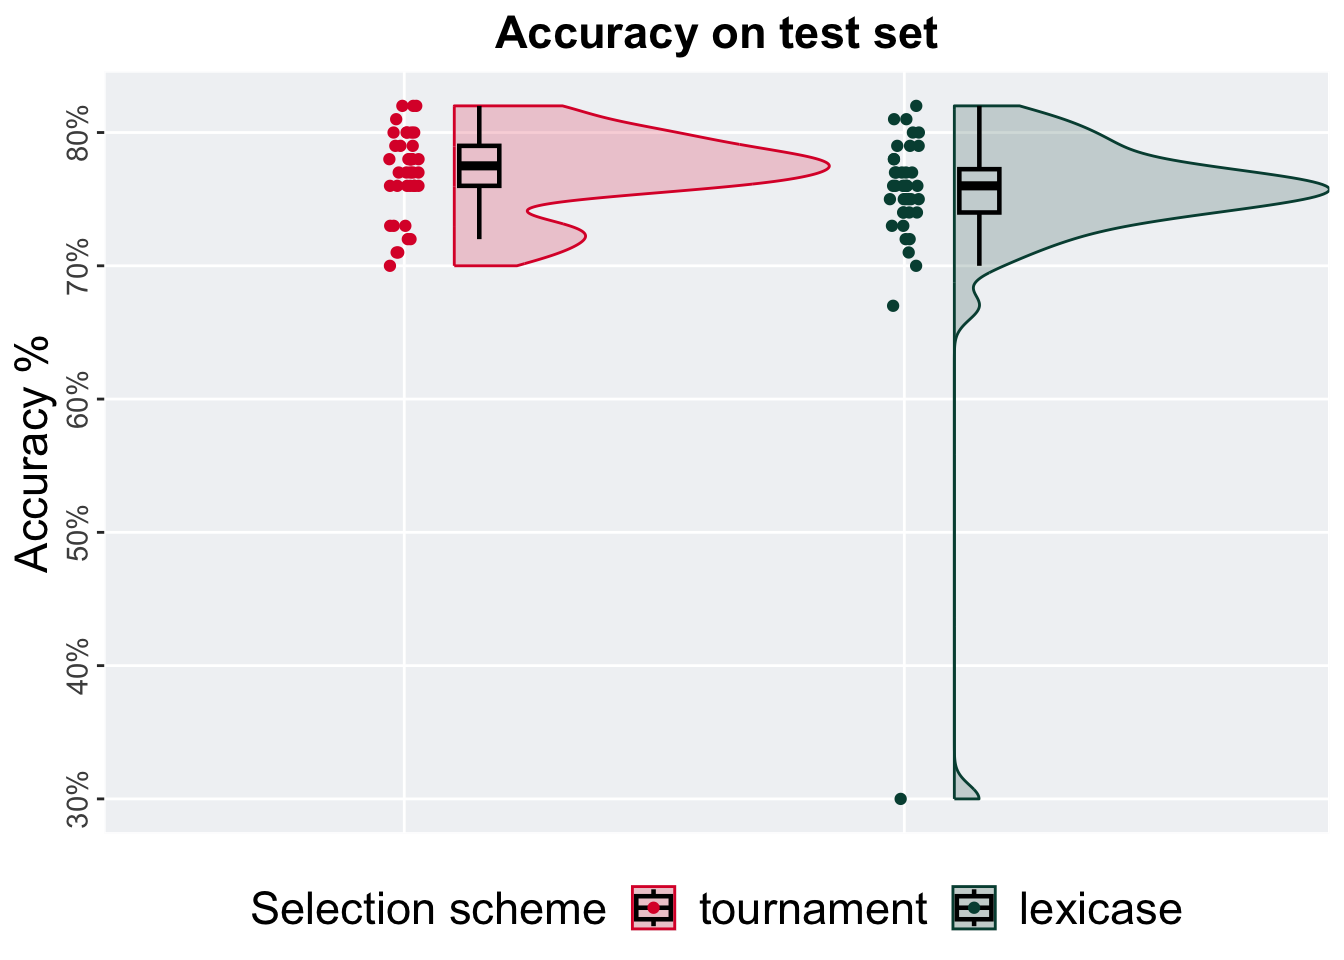 Accuracy on test set
Accuracy %
80%
70%
60%
50%
40%
30%
Selection scheme tournament lexicase